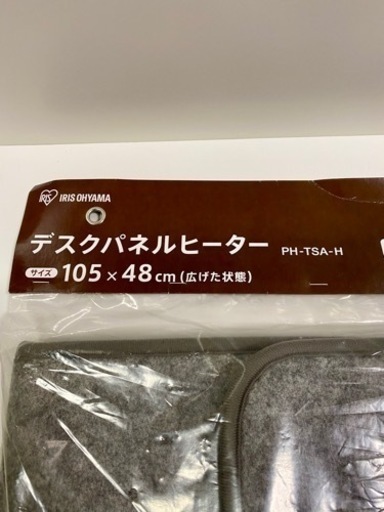 IRIS IRIS OHYAMA
デスクパネルヒーター PH-TSA-H
サイズ 105×48cm(広げた状態)